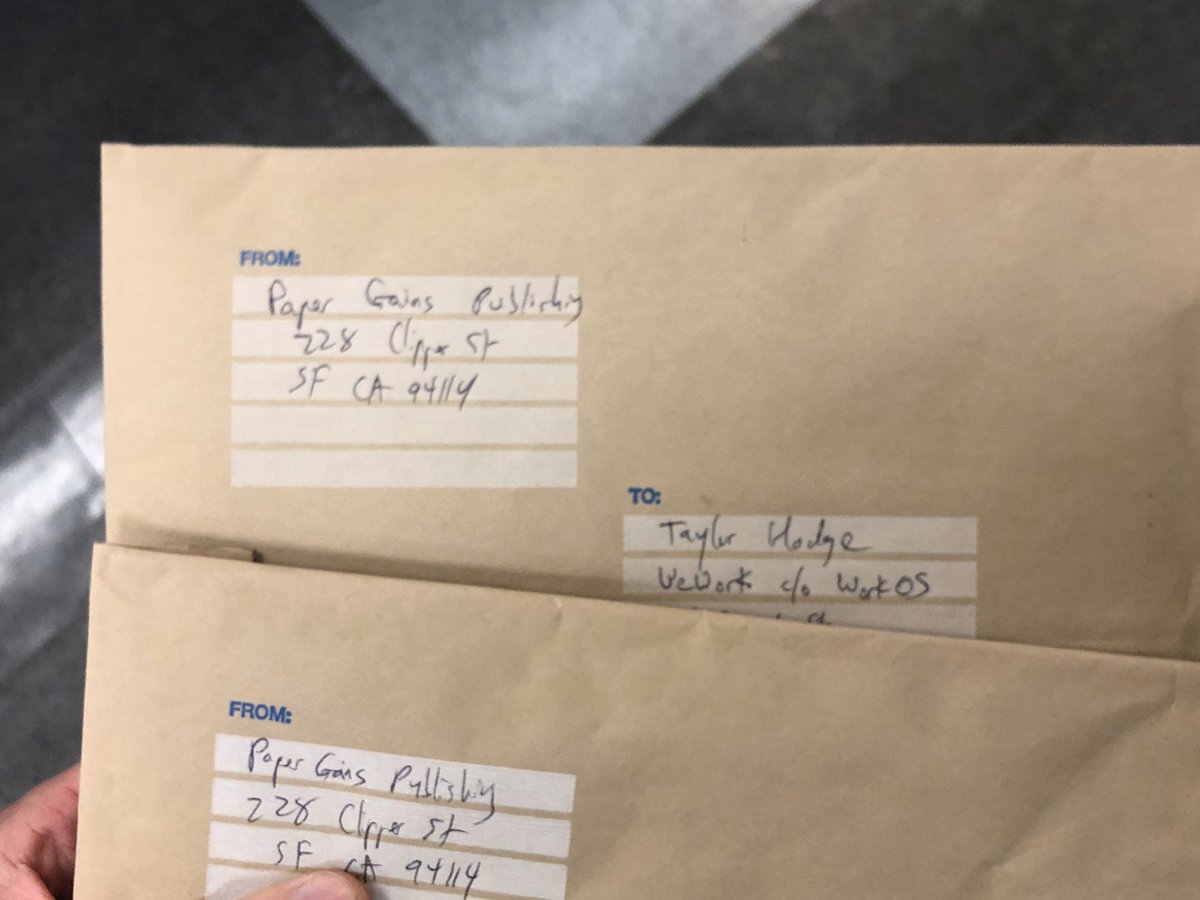 FROM:
Paper Gains Publishing
228 Clipper St
SF CA 94114
TO:
Taylor Hodge
WeWork c/o WorkOS
St
FROM:
Paper Gains Publishing
228 Clipper St
SF CA 94114